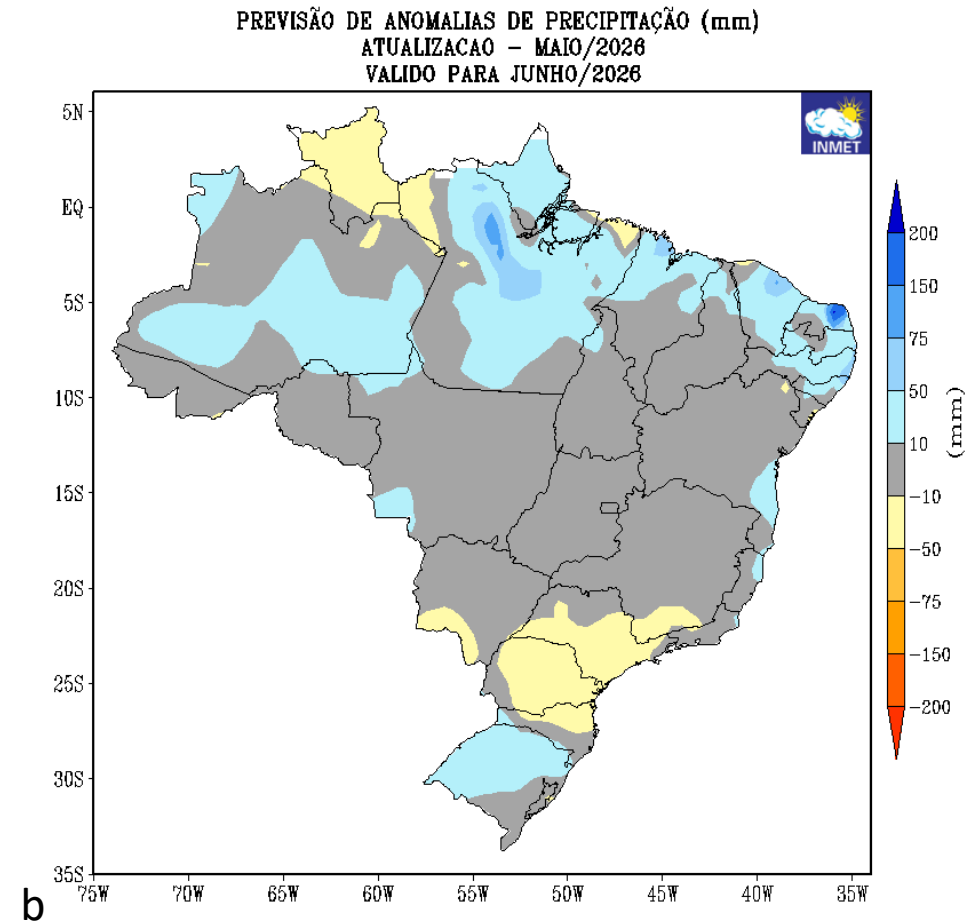 PREVISÃO DE ANOMALIAS DE PRECIPITAÇÃO (mm)
ATUALIZACAO – MAIO/2026
VALIDO PARA JUNHO/2026
INMET
5N
EQ
5S
10S
15S
20S
25S
30S
35S
75W 70W 65W 60W 55W 50W 45W 40W 35W
200
150
75
50
10
-10
-50
-75
-150
-200
(mm)
b